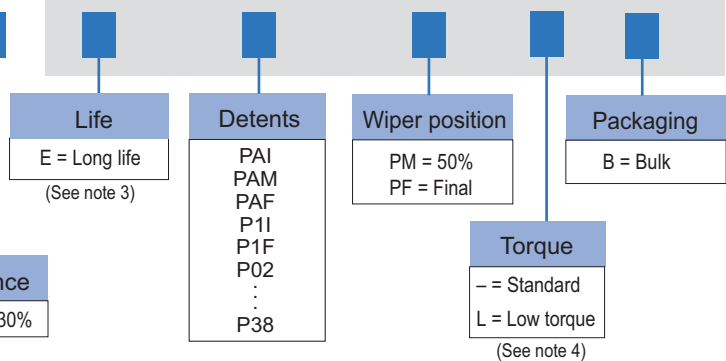 Life
E = Long life
(See note 3)
Detents
PAI
PAM
PAF
P1I
P1F
P02
:
:
P38
Wiper position
PM = 50%
PF = Final
Torque
– = Standard
L = Low torque
(See note 4)
Packaging
B = Bulk
30%